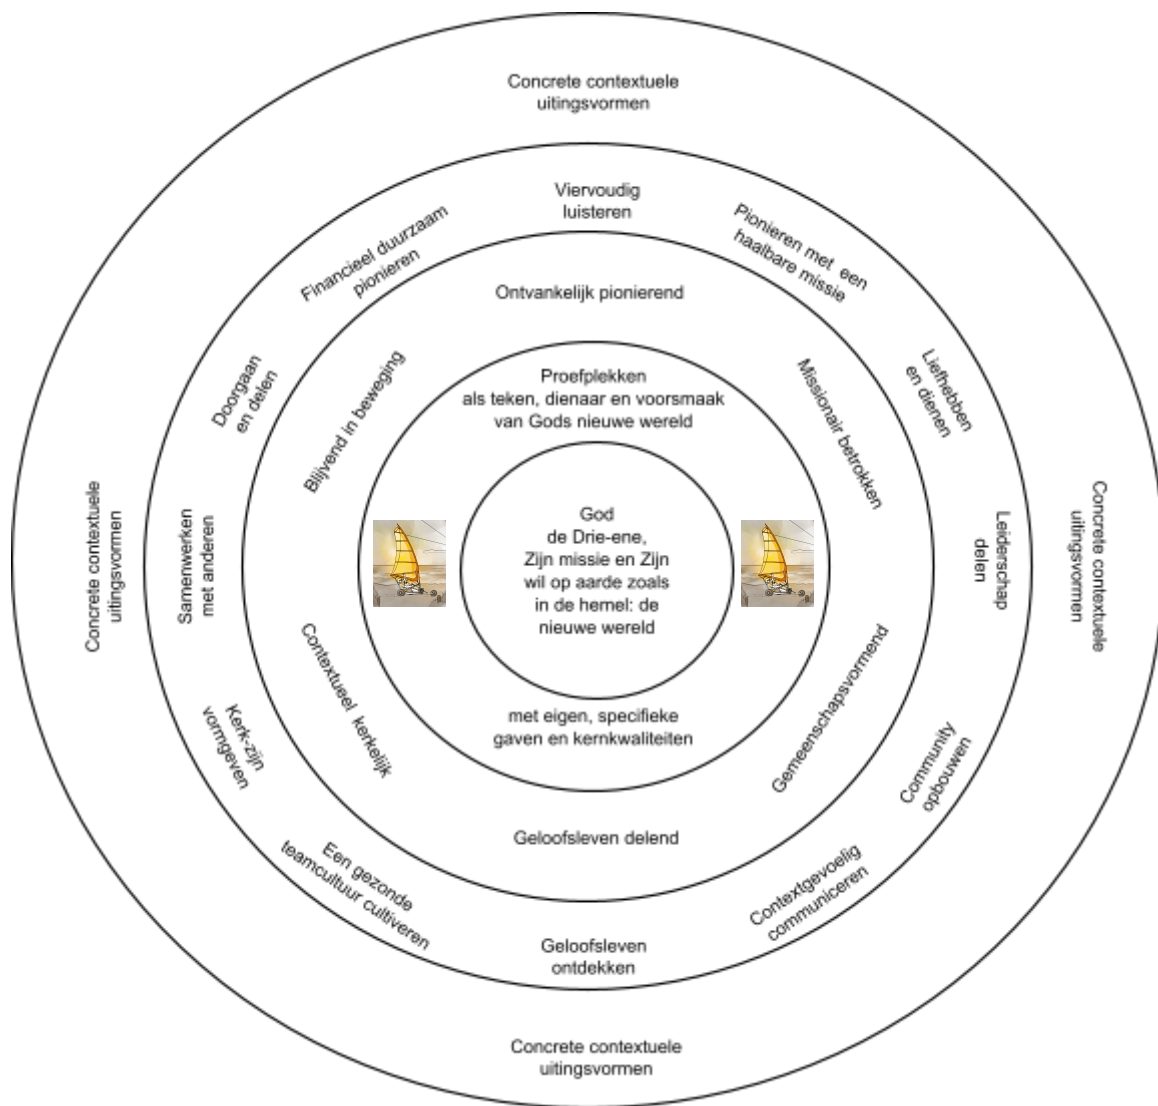 Concrete contextuele
uitingsvormen
Viervoudig
luisteren
Pionieren met een
haalbare missie
Liefhebben
en dienen
Leiderschap
delen
Community
opbouwen
Contextgevoelig
communiceren
Geloofsleven
ontdekken
Een gezonde
teamcultuur cultiveren
Kerk-zijn
vormgeven
Samenwerken
met anderen
Doorgaan
en delen
Financieel duurzaam
pionieren
Ontvankelijk pionierend
Missionair betrokken
Gemeenschapsvormend
Geloofsleven delend
Contextueel kerkelijk
Blijvend in beweging
Proefplekken
als teken, dienaar en voorsmaak
van Gods nieuwe wereld
God
de Drie-ene,
Zijn missie en Zijn
wil op aarde zoals
in de hemel: de
nieuwe wereld
met eigen, specifieke
gaven en kernkwaliteiten
Concrete contextuele
uitingsvormen
Concrete contextuele
uitingsvormen
Concrete contextuele
uitingsvormen